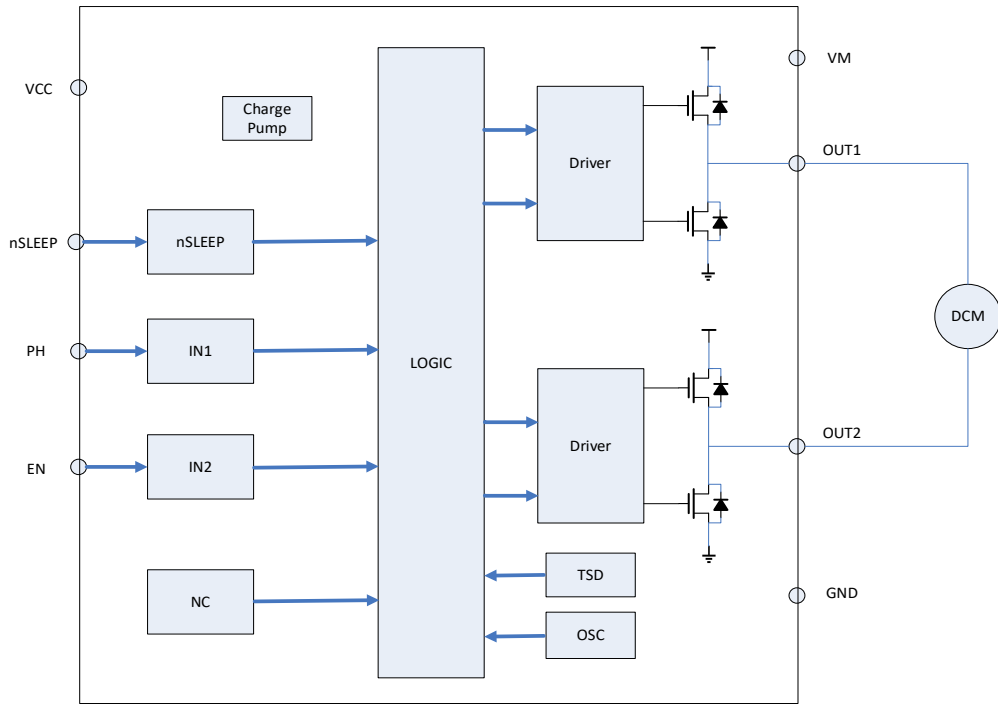 VCC
Charge
Pump
nSLEEP
nSLEEP
PH
IN1
EN
IN2
NC
LOGIC
Driver
Driver
TSD
OSC
VM
OUT1
DCM
OUT2
GND